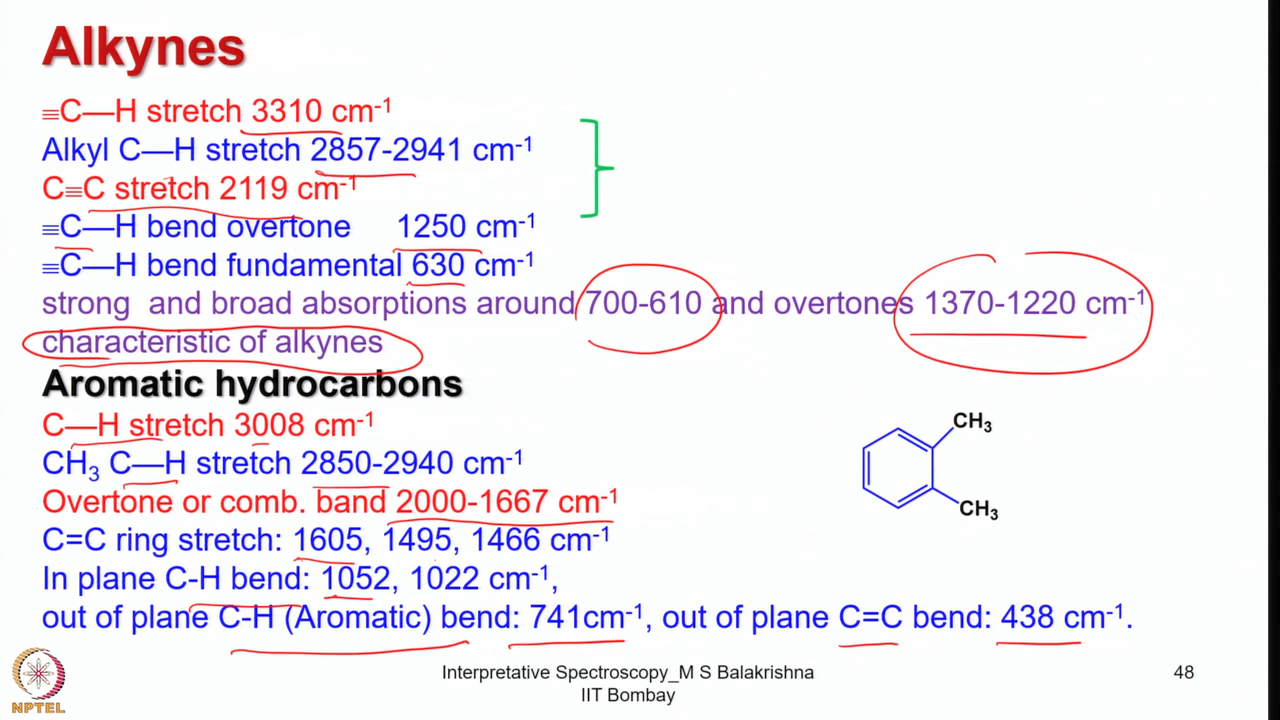 Alkynes
≡C—H stretch 3310 cm-1
Alkyl C—H stretch 2857-2941 cm-1
C≡C stretch 2119 cm-1
≡C—H bend overtone 1250 cm-1
≡C—H bend fundamental 630 cm-1
strong and broad absorptions around 700-610 and overtones 1370-1220 cm-1
characteristic of alkynes
Aromatic hydrocarbons
C—H stretch 3008 cm-1
CH3 C—H stretch 2850-2940 cm-1
Overtone or comb. band 2000-1667 cm-1
C=C ring stretch: 1605, 1495, 1466 cm-1
In plane C-H bend: 1052, 1022 cm-1,
out of plane C-H (Aromatic) bend: 741cm-1, out of plane C=C bend: 438 cm-1.
CH3
CH3
Interpretative Spectroscopy_M S Balakrishna
IIT Bombay
48
NPTEL